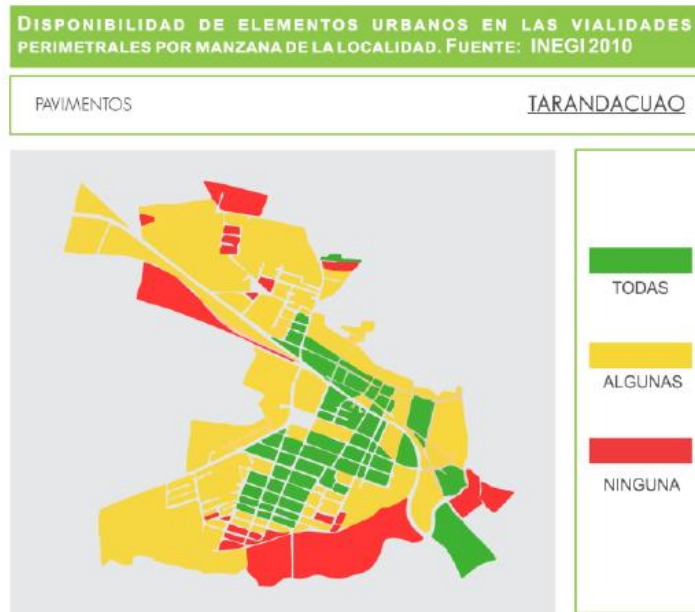 DISPONIBILIDAD DE ELEMENTOS URBANOS EN LAS VIALIDADES
PERIMETRALES POR MANZANA DE LA LOCALIDAD. FUENTE: INEGI 2010
PAVIMENTOS
TARANDACUAO
TODAS
ALGUNAS
NINGUNA